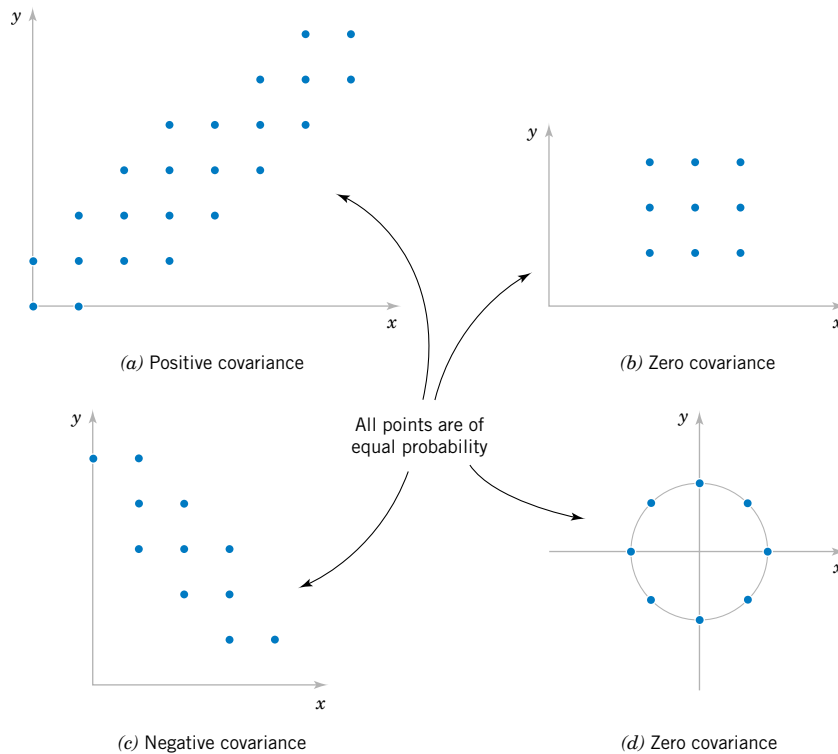 y
x
(a) Positive covariance
y
x
(b) Zero covariance
All points are of
equal probability
y
x
(c) Negative covariance
y
x
(d) Zero covariance